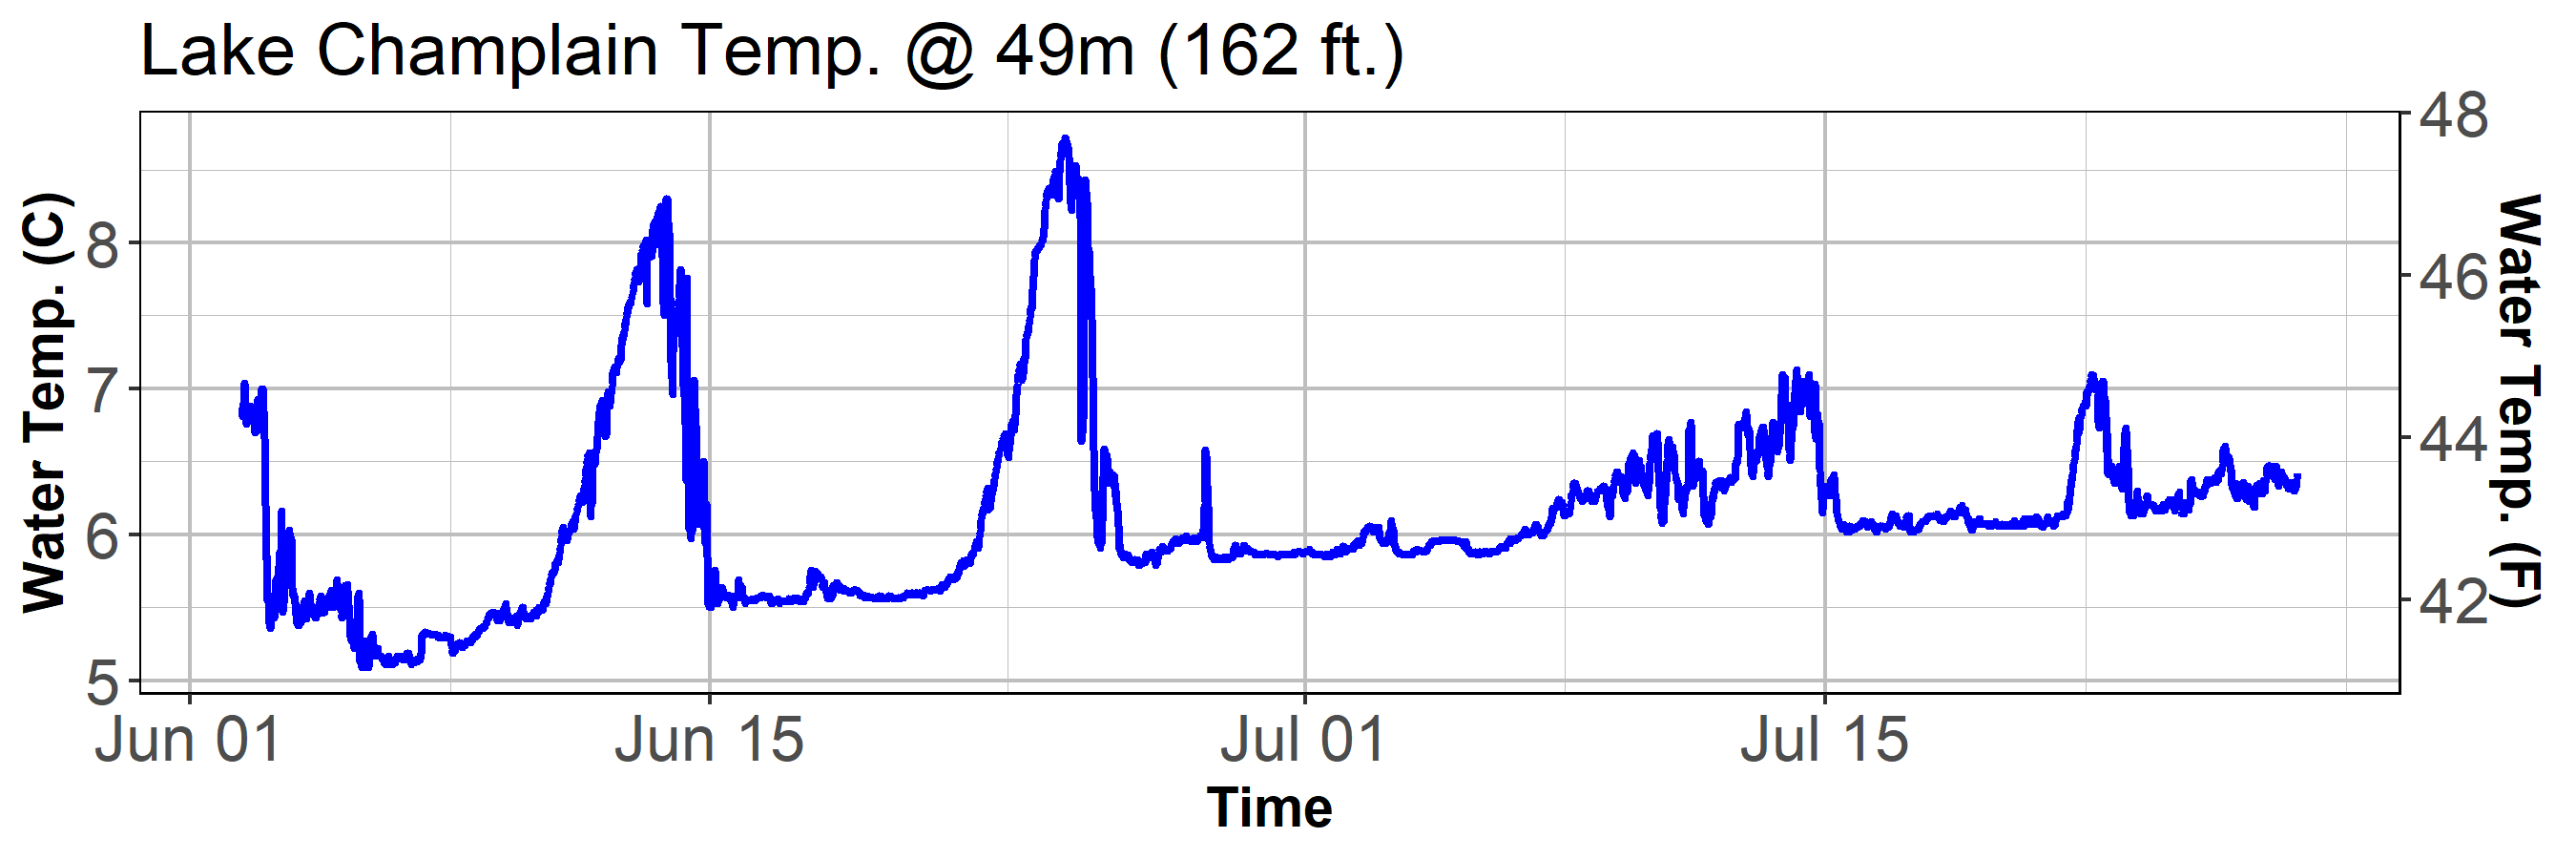 Lake Champlain Temp. @ 49m (162 ft.)
Water Temp. (C)
8
7
6
5
48
46
44
42
Water Temp. (F)
Jun 01 Jun 15 Jul 01 Jul 15
Time